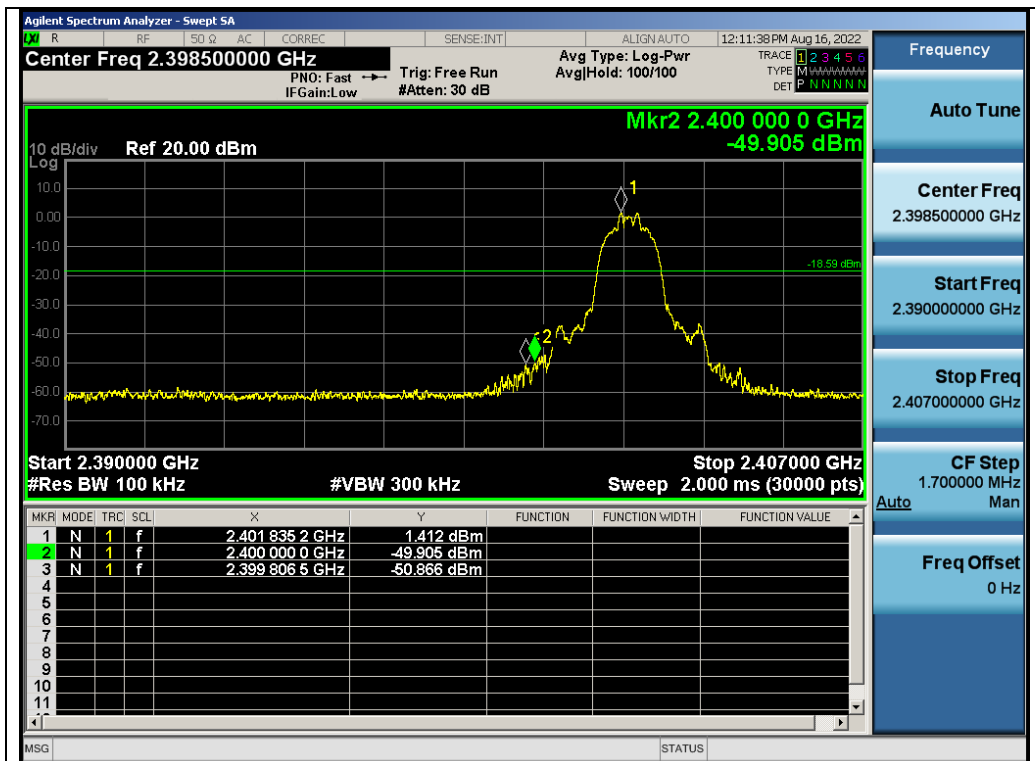 Agilent Spectrum Analyzer - Swept SA
LXI R RF 50 Ω AC CORREC SENSE:INT ALIGN AUTO 12:11:38 PM Aug 16, 2022
Center Freq 2.398500000 GHz
PNO: Fast
IFGain:Low
Trig: Free Run
#Atten: 30 dB
Avg Type: Log-Pwr
Avg|Hold: 100/100
TRACE 1 2 3 4 5 6
TYPE M
DET P N N N N N
Mkr2 2.400 000 0 GHz
-49.905 dBm
10 dB/div Ref 20.00 dBm
Log
10.0
0.00
-10.0
-20.0
-30.0
-40.0
-50.0
-60.0
-70.0
1
-18.59 dBm
2
Start 2.390000 GHz Stop 2.407000 GHz
#Res BW 100 kHz #VBW 300 kHz Sweep 2.000 ms (30000 pts)
MKR MODE TRC SCL X Y FUNCTION FUNCTION WIDTH FUNCTION VALUE
1 N 1 f 2.401 835 2 GHz 1.412 dBm
2 N 1 f 2.400 000 0 GHz -49.905 dBm
3 N 1 f 2.399 806 5 GHz -50.866 dBm
4
5
6
7
8
9
10
11
MSG STATUS
Frequency
Auto Tune
Center Freq
2.398500000 GHz
Start Freq
2.390000000 GHz
Stop Freq
2.407000000 GHz
CF Step
1.700000 MHz
Auto Man
Freq Offset
0 Hz